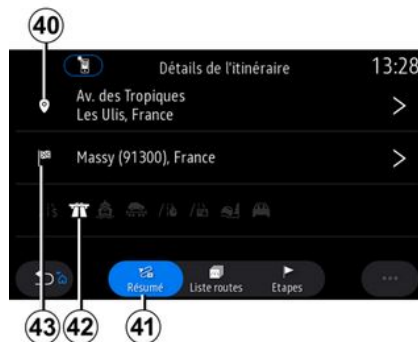 40
Détails de l'itinéraire
13:28
Av. des Tropiques
Les Ulis, France
Massy (91300), France
Résumé
Liste routes
Etapes
43
42
41